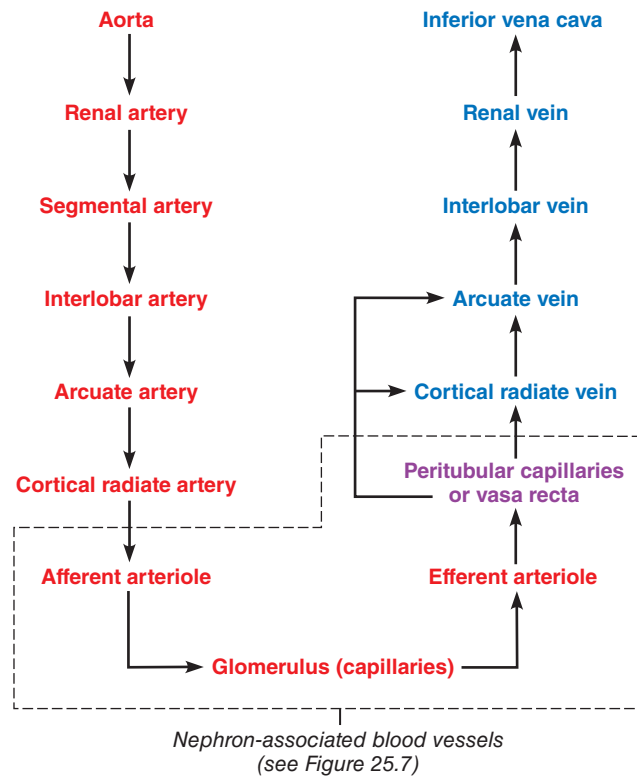 Aorta
Renal artery
Segmental artery
Interlobar artery
Arcuate artery
Cortical radiate artery
Afferent arteriole
Glomerulus (capillaries)
Efferent arteriole
Peritubular capillaries
or vasa recta
Cortical radiate vein
Arcuate vein
Interlobar vein
Renal vein
Inferior vena cava
Nephron-associated blood vessels
(see Figure 25.7)